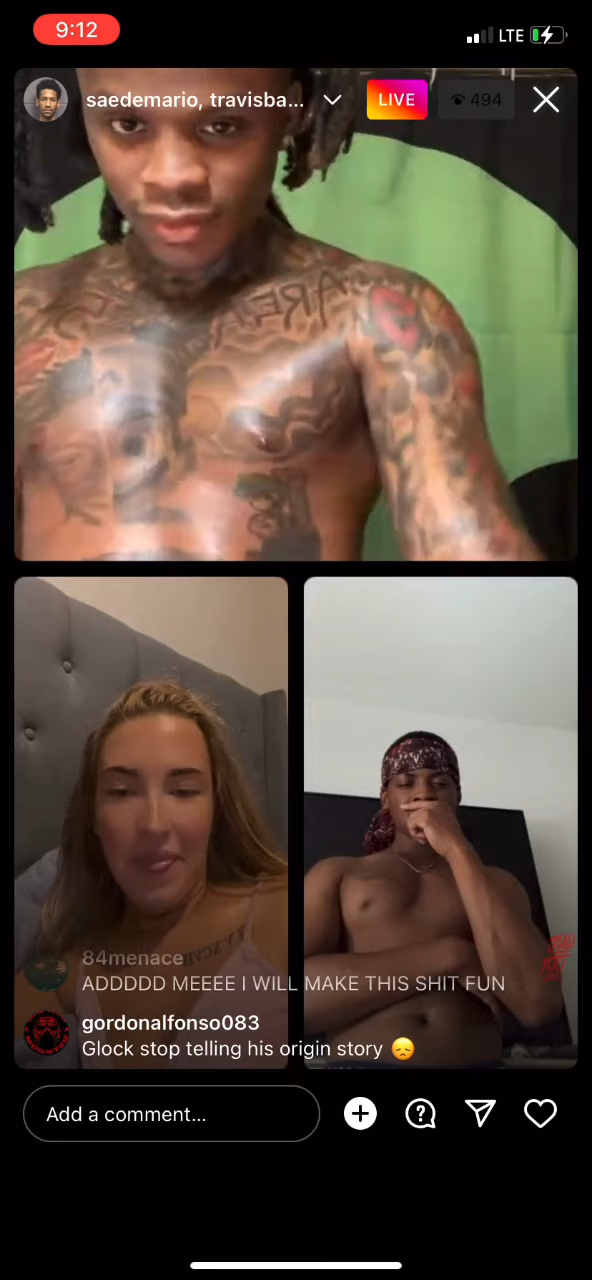 9:12
LTE
saedemario, travisba...
LIVE
494
84menace
ADDDDD MEEEE I WILL MAKE THIS SHIT FUN
gordonalfonso083
Glock stop telling his origin story 😞
Add a comment...